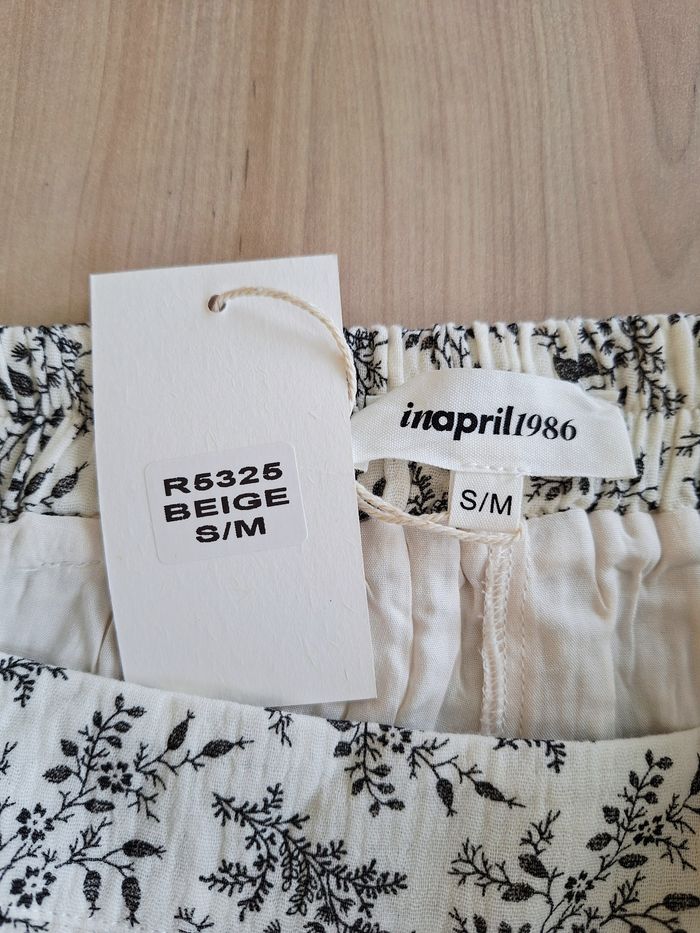 R5325
BEIGE
S/M
inapril1986
S/M